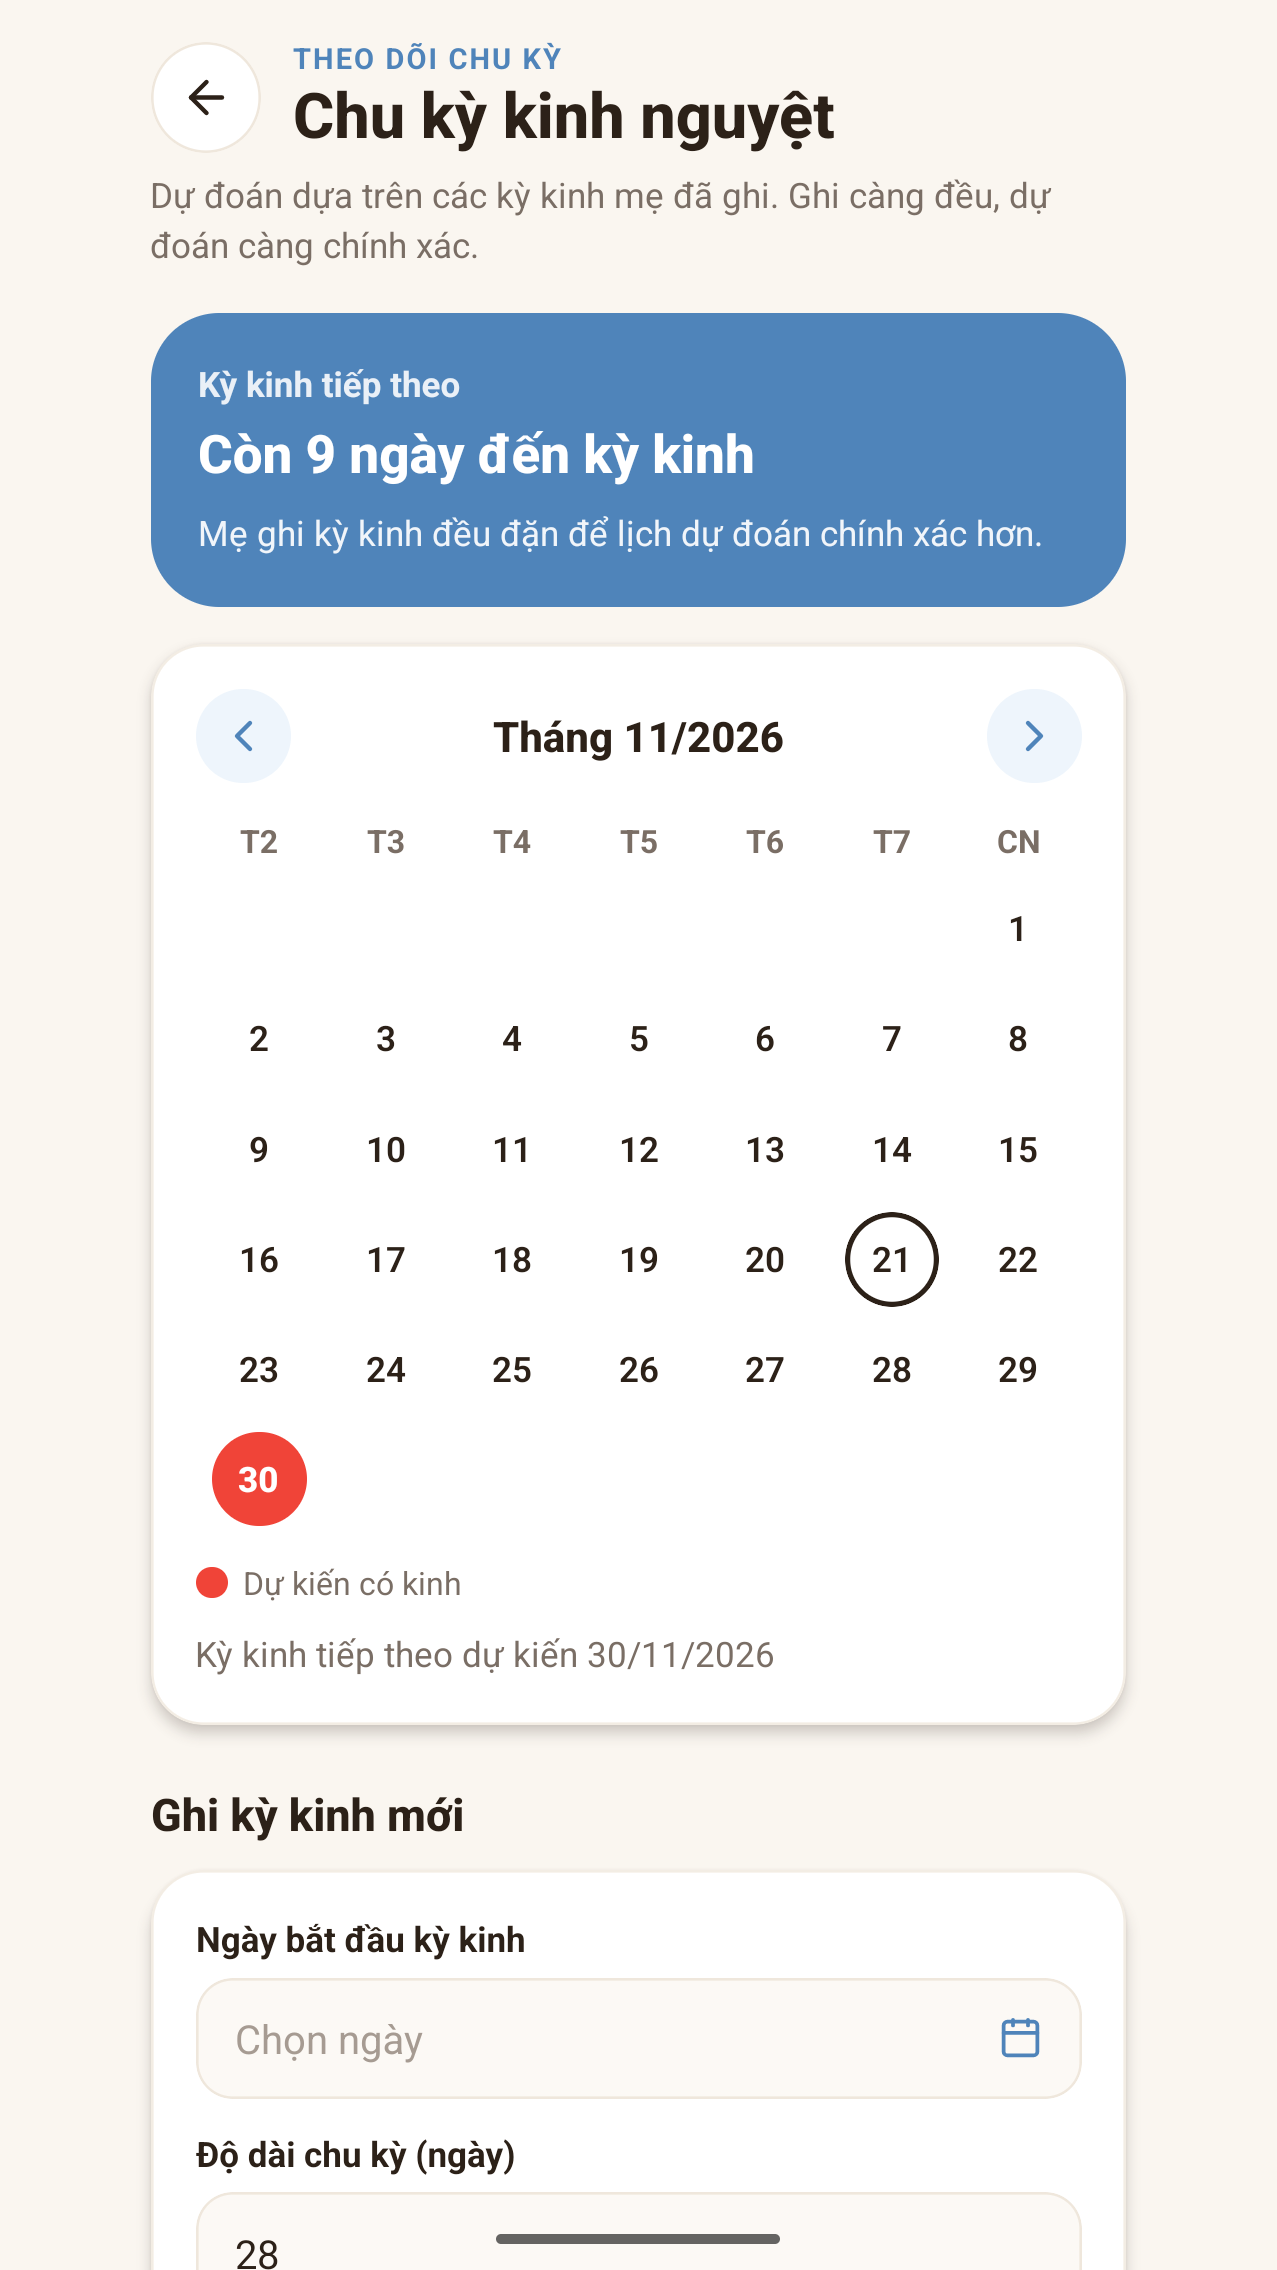 THEO DÕI CHU KỲ
Chu kỳ kinh nguyệt
Dự đoán dựa trên các kỳ kinh mẹ đã ghi. Ghi càng đều, dự
đoán càng chính xác.
Kỳ kinh tiếp theo
Còn 9 ngày đến kỳ kinh
Mẹ ghi kỳ kinh đều đặn để lịch dự đoán chính xác hơn.
Tháng 11/2026
T2 T3 T4 T5 T6 T7 CN
1
2 3 4 5 6 7 8
9 10 11 12 13 14 15
16 17 18 19 20 21 22
23 24 25 26 27 28 29
30
Dự kiến có kinh
Kỳ kinh tiếp theo dự kiến 30/11/2026
Ghi kỳ kinh mới
Ngày bắt đầu kỳ kinh
Chọn ngày
Độ dài chu kỳ (ngày)
28